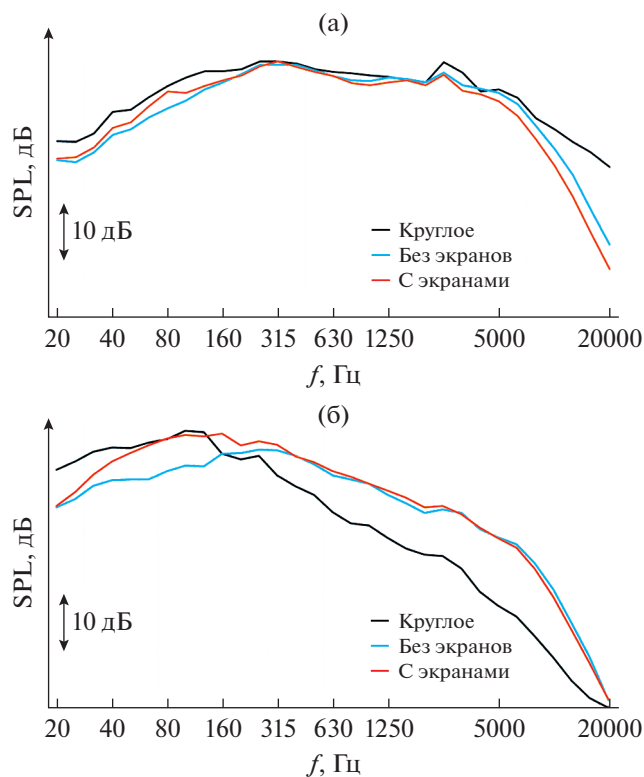 (а)
SPL, дБ
10 дБ
Круглое
Без экранов
С экранами
20 40 80 160 315 630 1250 5000 20000
f, Гц
(б)
SPL, дБ
10 дБ
Круглое
Без экранов
С экранами
20 40 80 160 315 630 1250 5000 20000
f, Гц